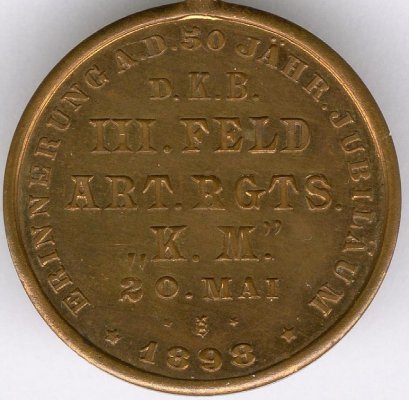 ERINNERUNG A.D. 50 JÄHR. JUBILÄUM
D.K.B.
III. FELD
ART. RGTS.
„K. M."
20. MAI
1898